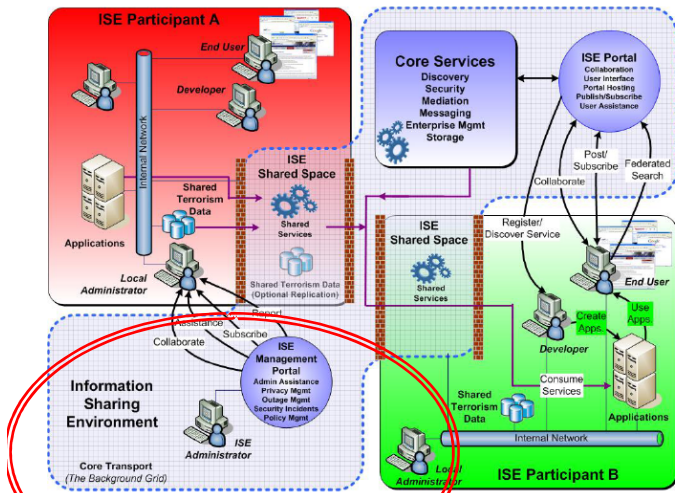 ISE Participant A
End User
Developer
Internal Network
Applications
Shared
Terrorism
Data
Local
Administrator
ISE
Shared Space
Shared
Services
Shared Terrorism Data
(Optional Replication)
Core Services
Discovery
Security
Mediation
Messaging
Enterprise Mgmt
Storage
ISE Portal
Collaboration
User Interface
Portal Hosting
Publish/Subscribe
User Assistance
Post/
Subscribe
Federated
Search
Collaborate
Register/
Discover Service
ISE
Shared Space
Shared
Services
End User
Developer
Create
Apps.
Use
Apps.
Consume
Services
Applications
Shared
Terrorism
Data
Internal Network
Local
Administrator
ISE Participant B
Report
Assistance
Subscribe
Collaborate
ISE
Management
Portal
Admin Assistance
Privacy Mgmt
Outage Mgmt
Security Incidents
Policy Mgmt
Information
Sharing
Environment
ISE
Administrator
Core Transport
(The Background Grid)